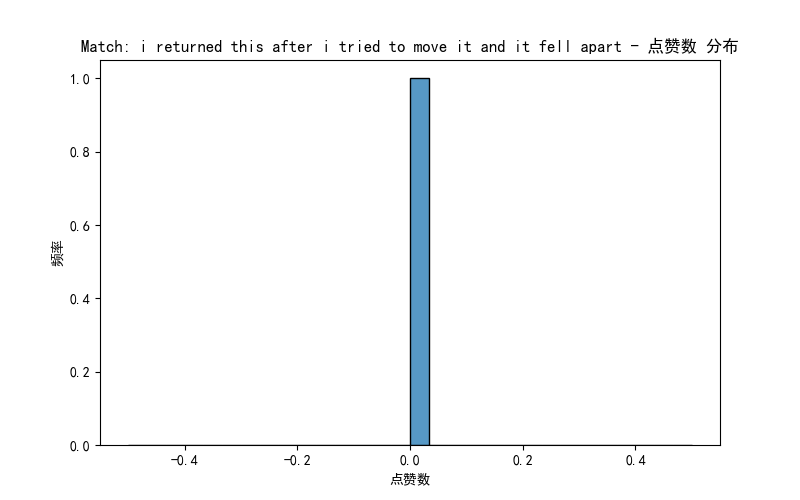 Match: i returned this after i tried to move it and it fell apart - 点赞数 分布
频率
1.0
0.8
0.6
0.4
0.2
0.0
-0.4 -0.2 0.0 0.2 0.4
点赞数